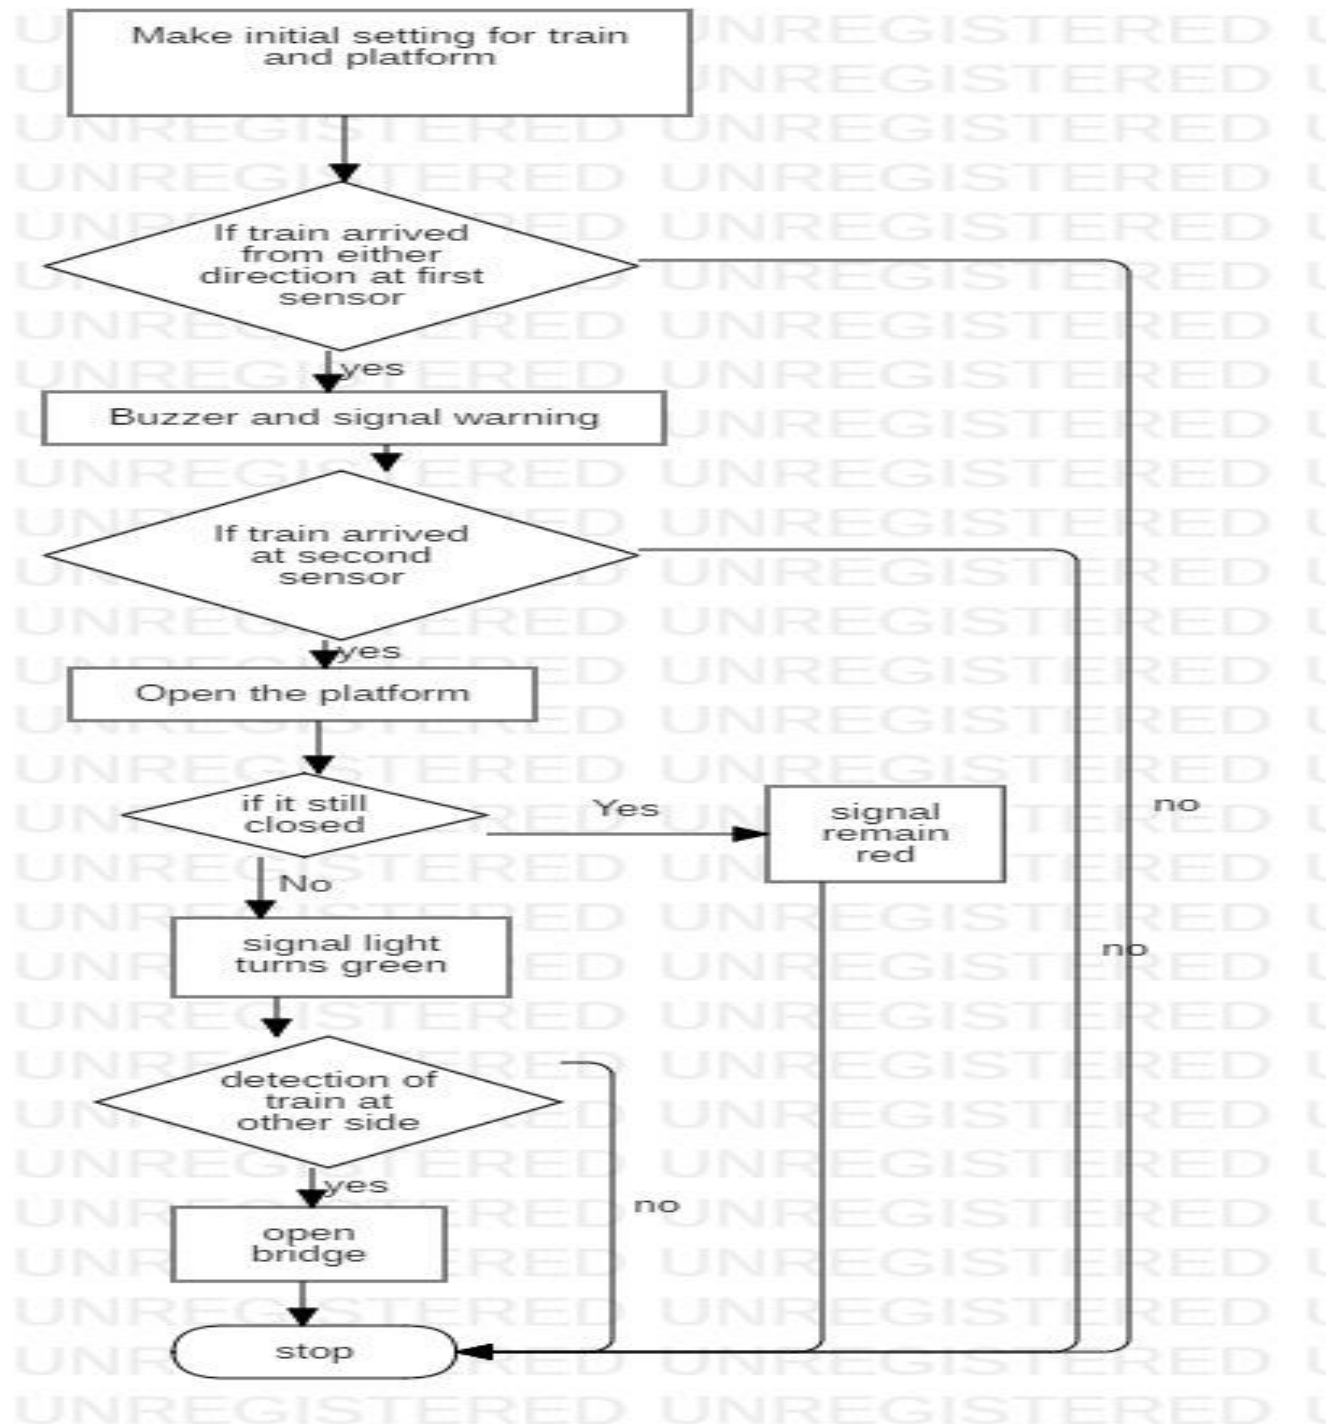 Make initial setting for train
and platform
If train arrived
from either
direction at first
sensor
yes
Buzzer and signal warning
If train arrived
at second
sensor
yes
Open the platform
if it still
closed
Yes
signal
remain
red
no
No
signal light
turns green
no
detection of
train at
other side
yes
no
open
bridge
stop
UNREGISTERED